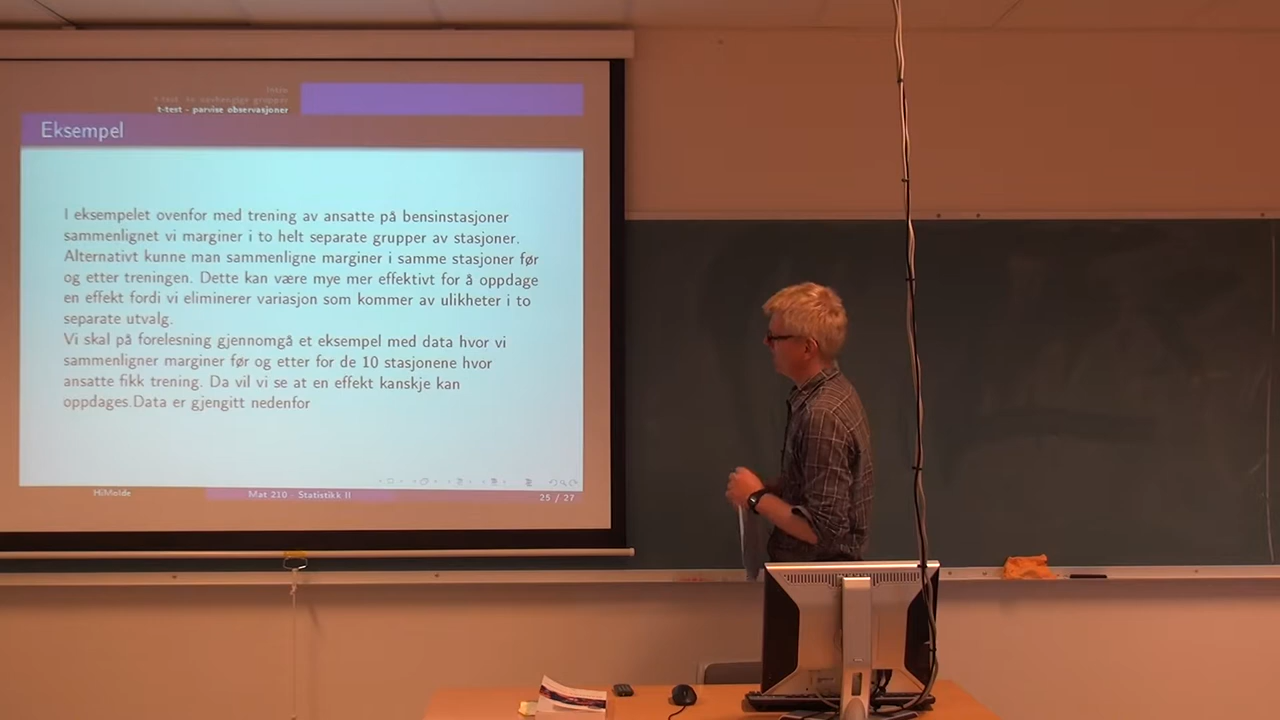 Intro
t-test, to uavhengige grupper
t-test - parvise observasjoner
Eksempel
I eksempelet ovenfor med trening av ansatte på bensinstasjoner
sammenlignet vi marginer i to helt separate grupper av stasjoner.
Alternativt kunne man sammenligne marginer i samme stasjoner før
og etter treningen. Dette kan være mye mer effektivt for å oppdage
en effekt fordi vi eliminerer variasjon som kommer av ulikheter i to
separate utvalg.
Vi skal på forelesning gjennomgå et eksempel med data hvor vi
sammenligner marginer før og etter for de 10 stasjonene hvor
ansatte fikk trening. Da vil vi se at en effekt kanskje kan
oppdages.Data er gjengitt nedenfor
HiMolde
Mat 210 - Statistikk II
25 / 27